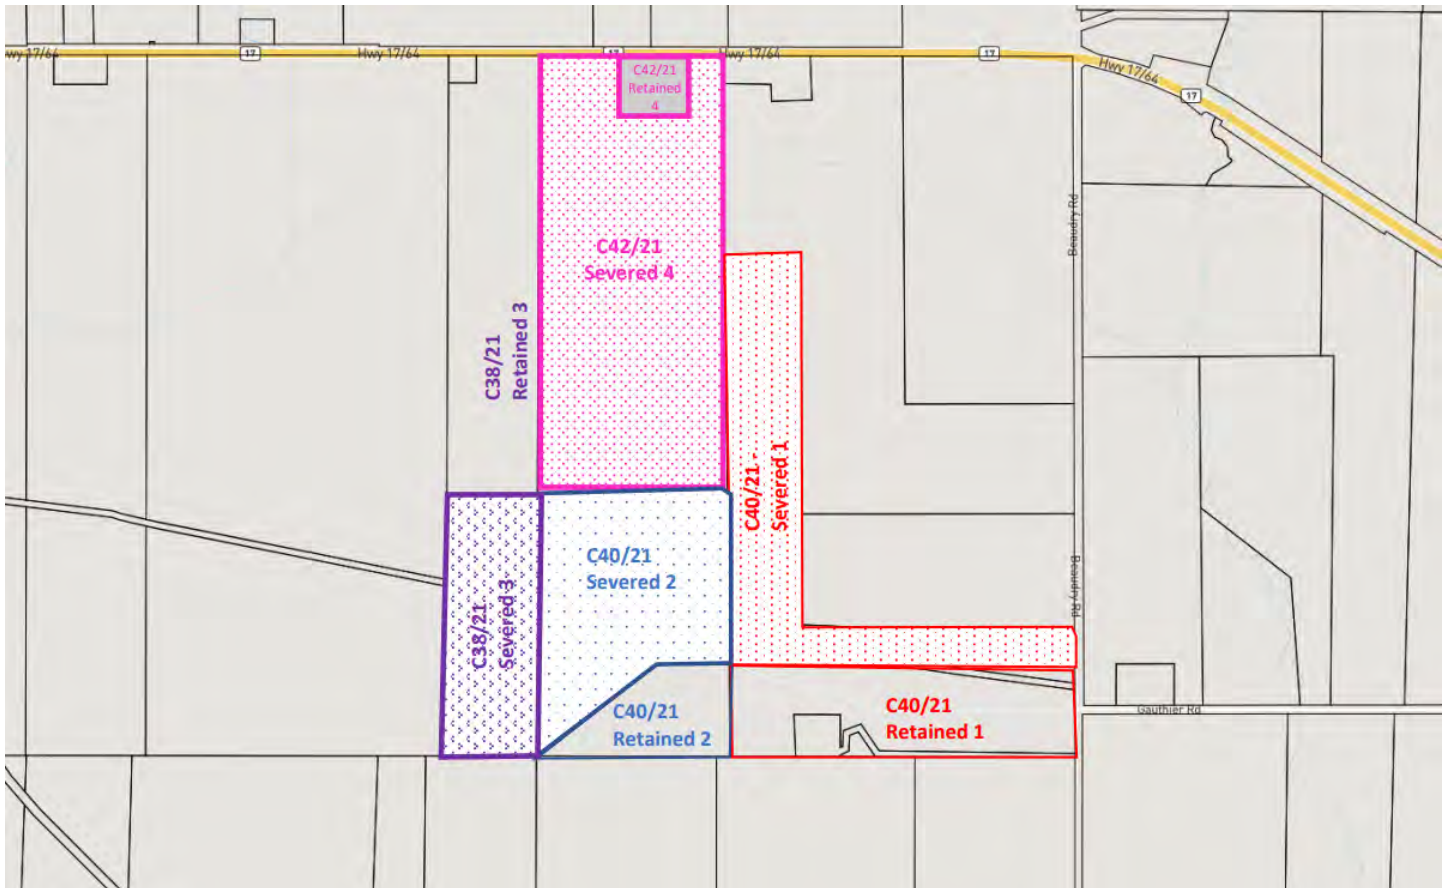 wy 17/64
17
Hwy 17/64
17
Hwy 17/64
17
Hwy 17/64
17
C42/21
Retained
4
Beaudry Rd
C42/21
Severed 4
C38/21
Retained 3
C40/21 -
Severed 1
C40/21
Severed 2
Beaudry Rd
C38/21
Severed 3
C40/21
Retained 2
C40/21
Retained 1
Gauthier Rd